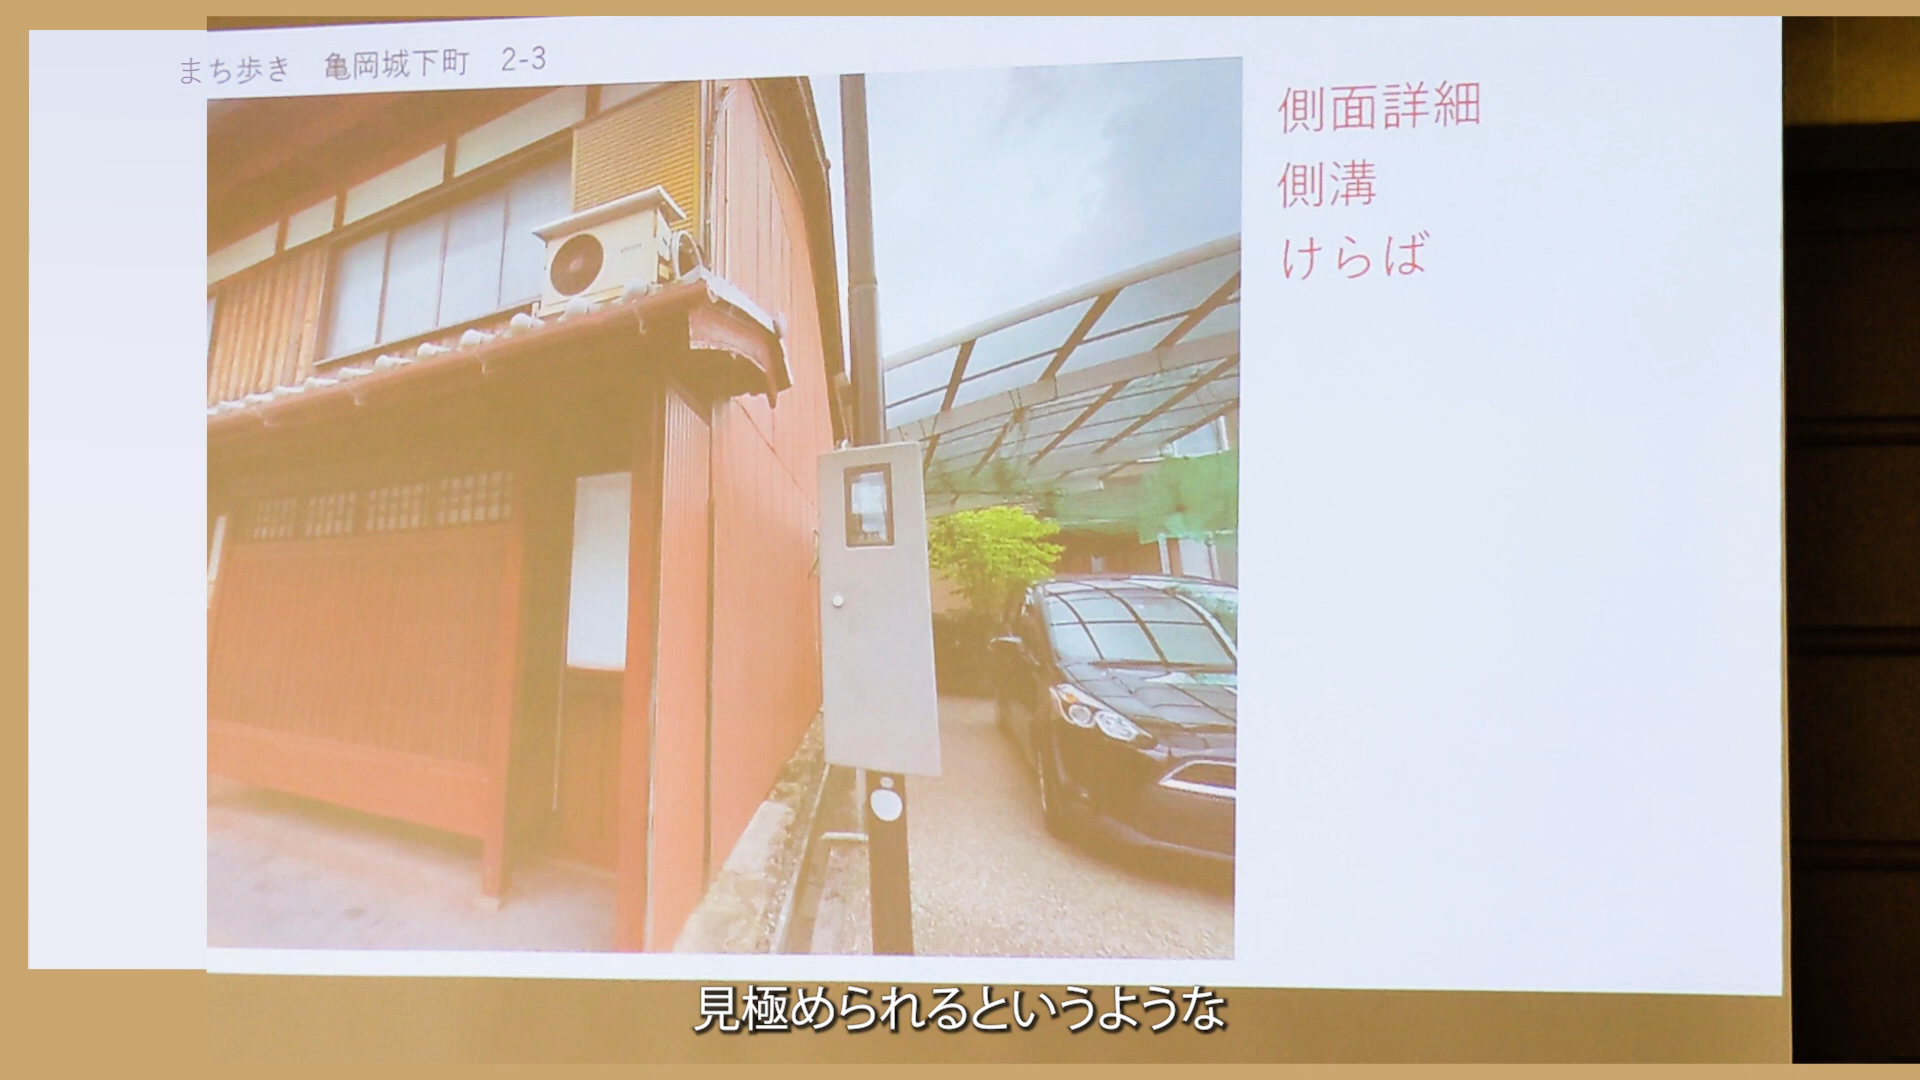 まち歩き　亀岡城下町　2-3
側面詳細
側溝
けらば
見極められるというような